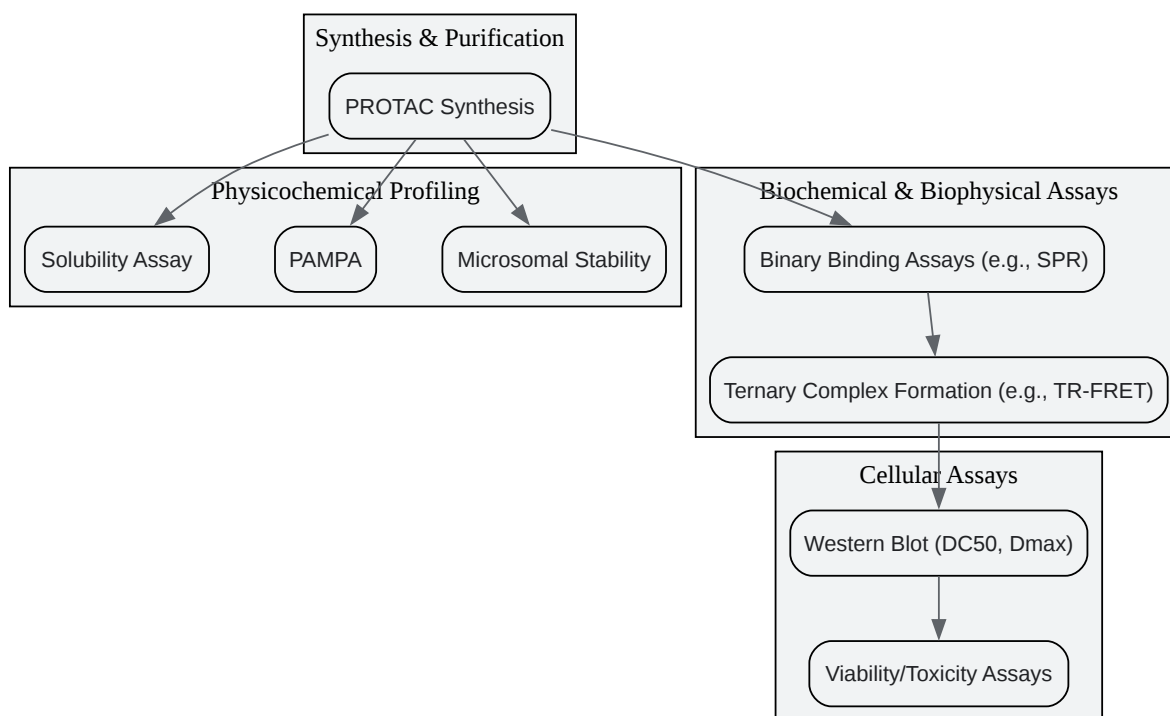 Synthesis & Purification
PROTAC Synthesis
Physicochemical Profiling
Solubility Assay
PAMPA
Microsomal Stability
Biochemical & Biophysical Assays
Binary Binding Assays (e.g., SPR)
Ternary Complex Formation (e.g., TR-FRET)
Cellular Assays
Western Blot (DC50, Dmax)
Viability/Toxicity Assays